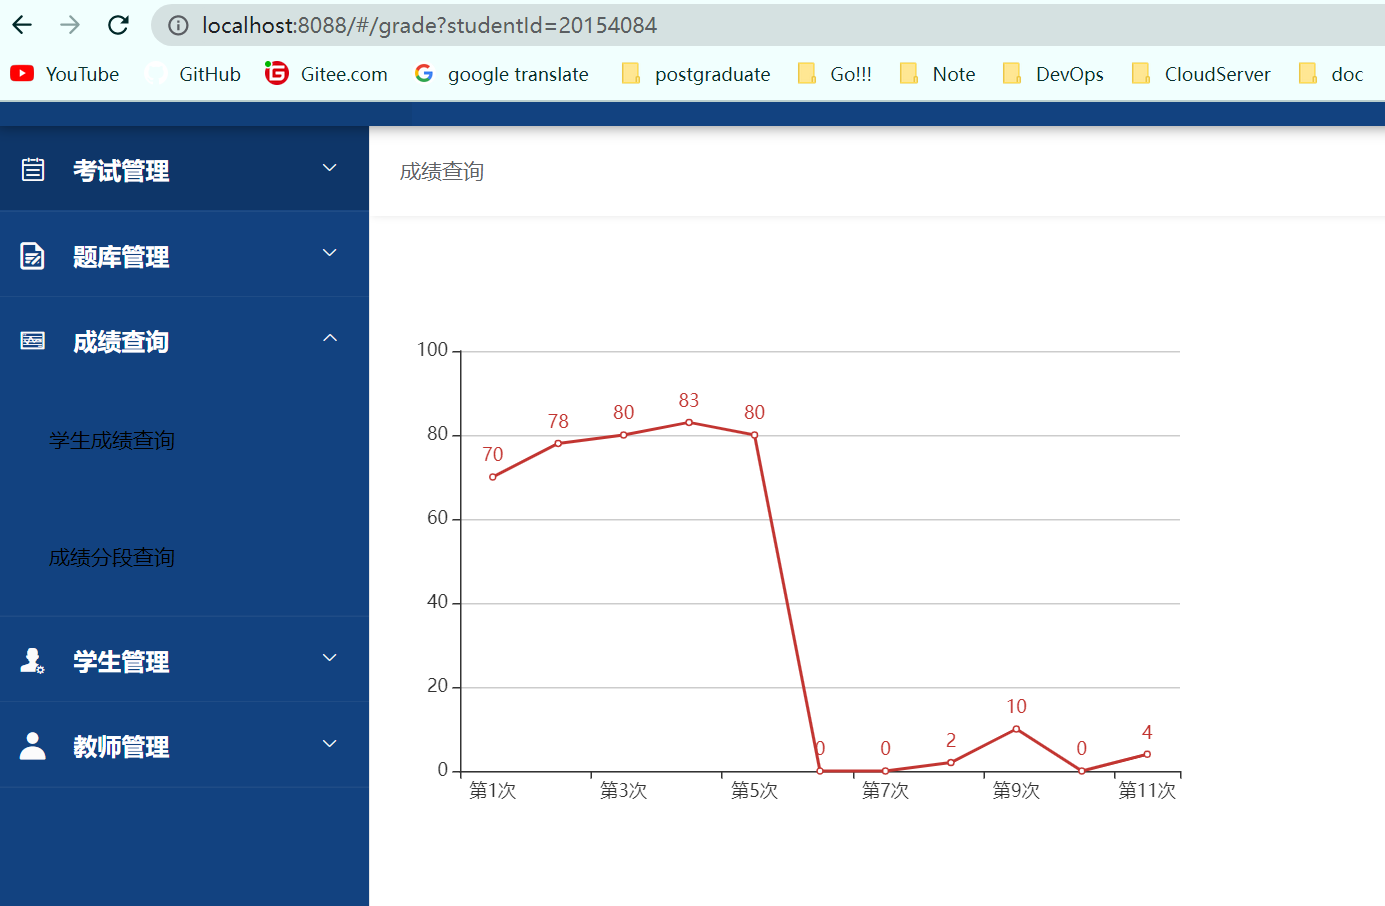 localhost:8088/#/grade?studentId=20154084
YouTube GitHub Gitee.com google translate postgraduate Go!!! Note DevOps CloudServer doc
考试管理
题库管理
成绩查询
学生成绩查询
成绩分段查询
学生管理
教师管理
成绩查询
100
80
60
40
20
0
70 78 80 83 80 0 0 2 10 0 4
第1次 第3次 第5次 第7次 第9次 第11次